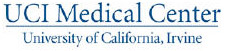 UCI Medical Center
University of California, Irvine